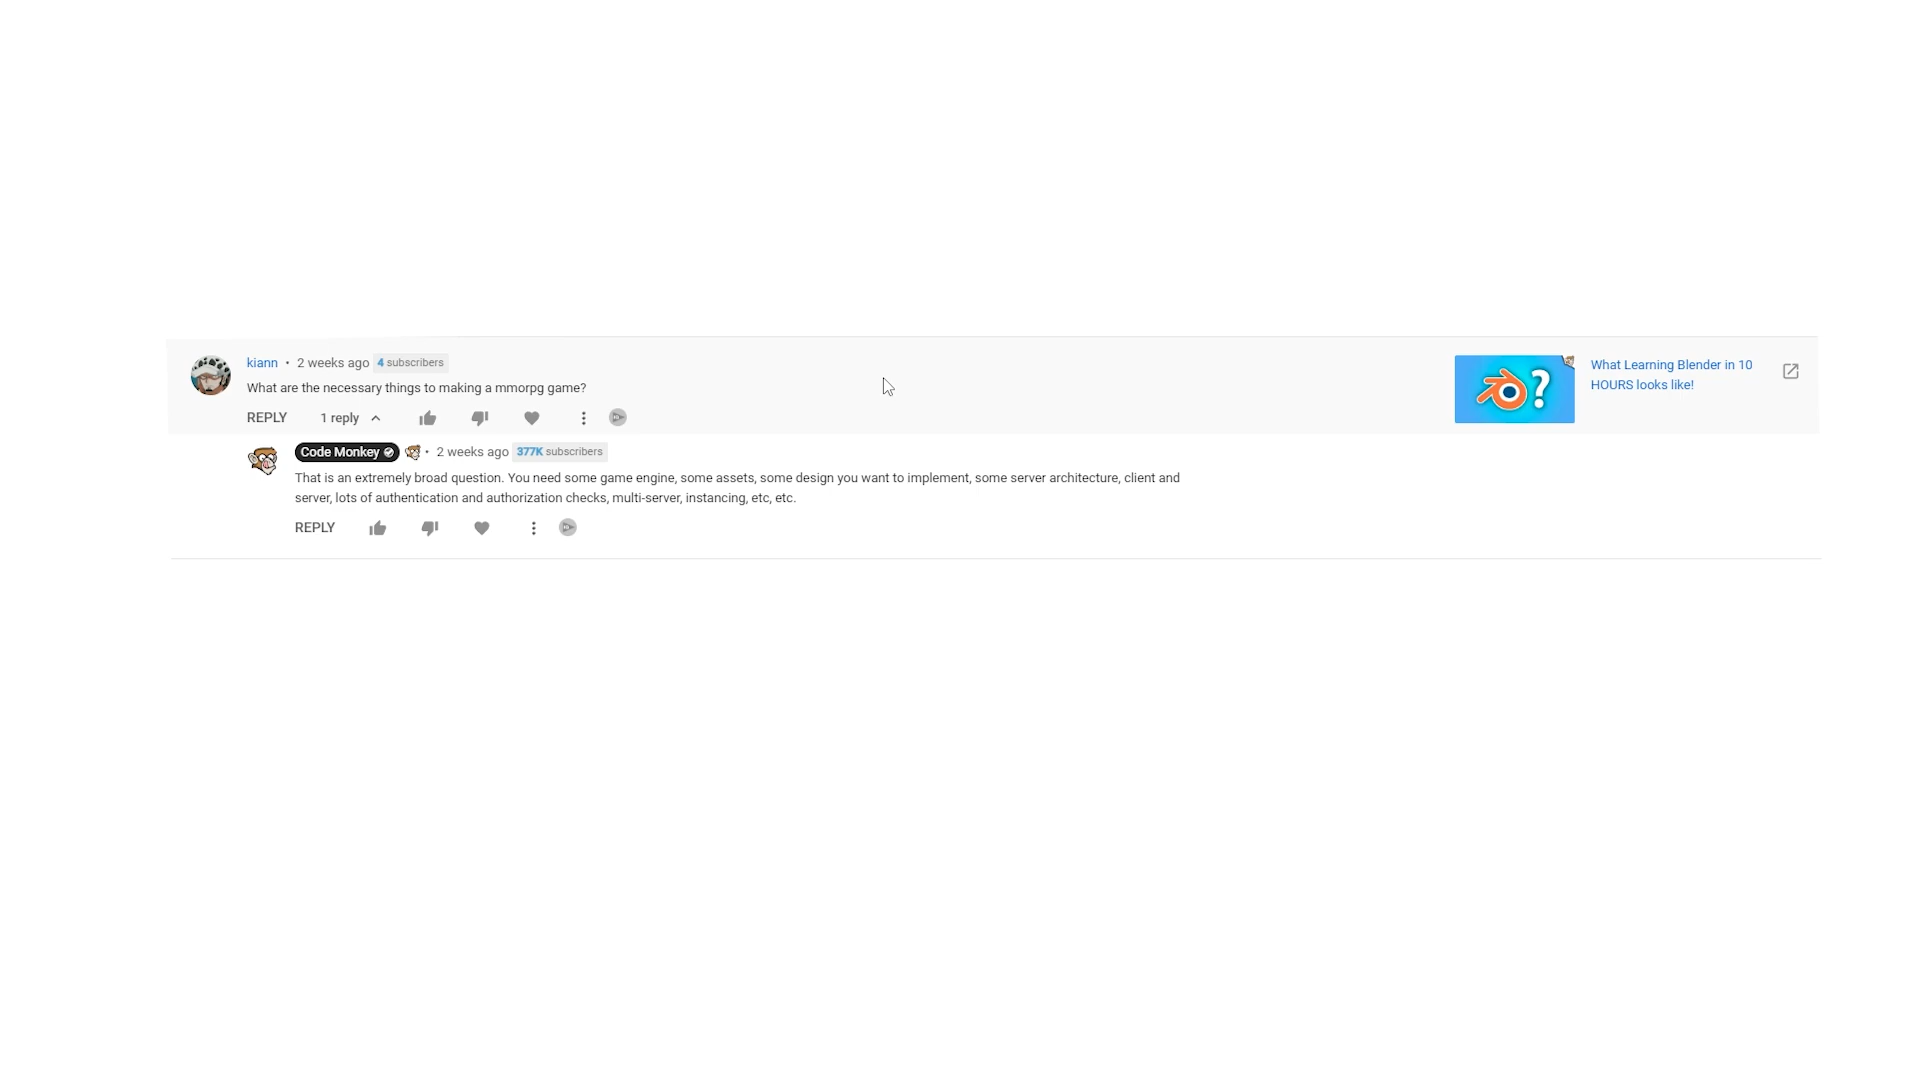 kiann • 2 weeks ago 4 subscribers
What are the necessary things to making a mmorpg game?
REPLY 1 reply
What Learning Blender in 10
HOURS looks like!
Code Monkey • 2 weeks ago 377K subscribers
That is an extremely broad question. You need some game engine, some assets, some design you want to implement, some server architecture, client and
server, lots of authentication and authorization checks, multi-server, instancing, etc, etc.
REPLY